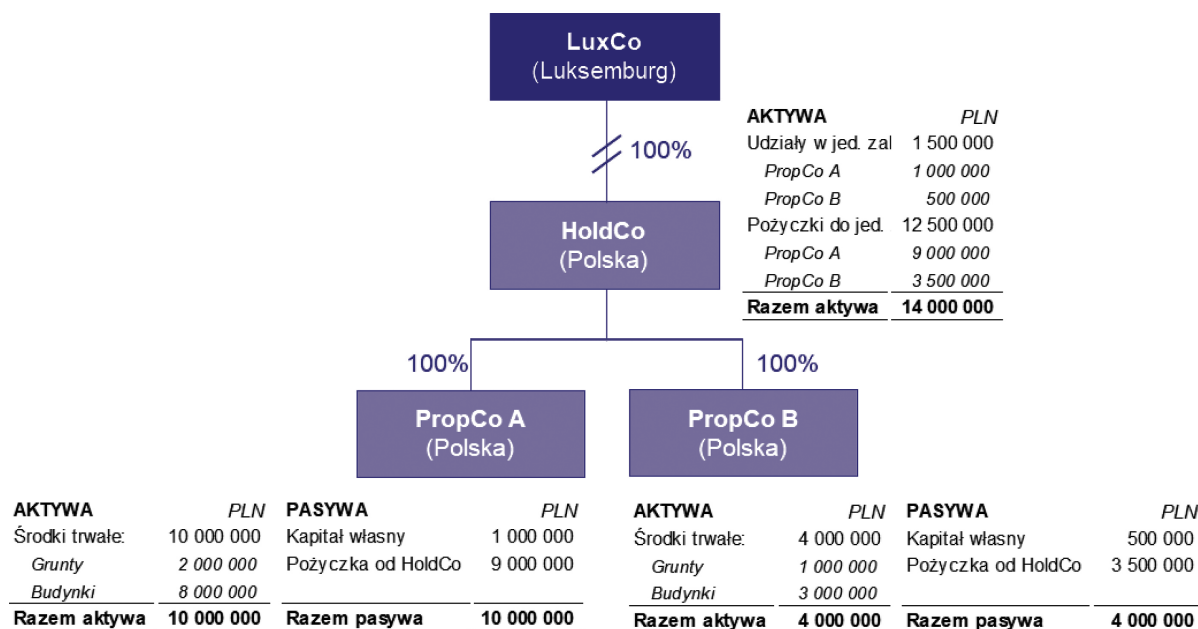 LuxCo
(Luksemburg)
100%
AKTYWA PLN
Udziały w jed. zal 1 500 000
PropCo A 1 000 000
PropCo B 500 000
Pożyczki do jed. 12 500 000
PropCo A 9 000 000
PropCo B 3 500 000
Razem aktywa 14 000 000
HoldCo
(Polska)
100%
100%
PropCo A
(Polska)
PropCo B
(Polska)
AKTYWA PLN PASYWA PLN
Środki trwałe: 10 000 000 Kapitał własny 1 000 000
Grunty 2 000 000 Pożyczka od HoldCo 9 000 000
Budynki 8 000 000
Razem aktywa 10 000 000 Razem pasywa 10 000 000
AKTYWA PLN PASYWA PLN
Środki trwałe: 4 000 000 Kapitał własny 500 000
Grunty 1 000 000 Pożyczka od HoldCo 3 500 000
Budynki 3 000 000
Razem aktywa 4 000 000 Razem pasywa 4 000 000